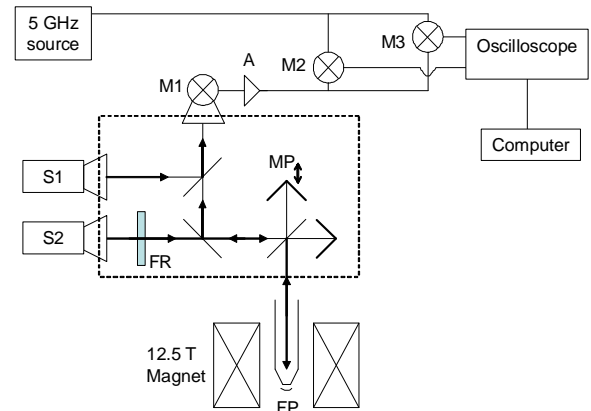 5 GHz
source
M3
Oscilloscope
A
M2
M1
Computer
MP
S1
S2
FR
12.5 T
Magnet
FP